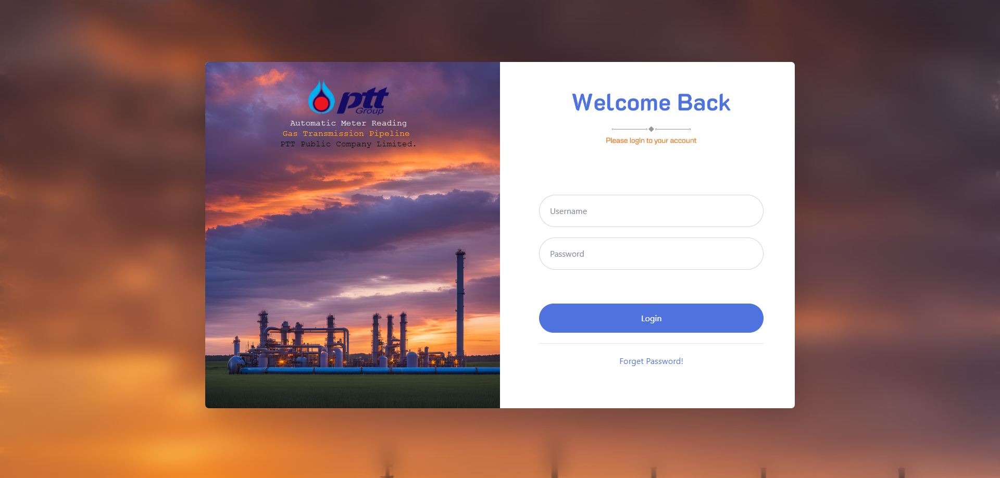 ptt
Group
Automatic Meter Reading
Gas Transmission Pipeline
PTT Public Company Limited.
Welcome Back
Please login to your account
Username
Password
Login
Forget Password!